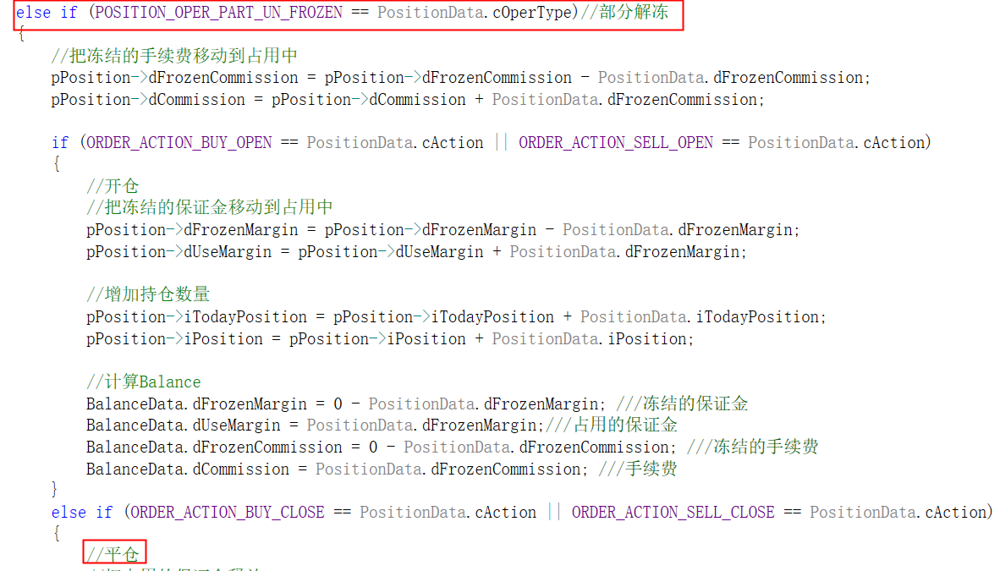 else if (POSITION_OPER_PART_UN_FROZEN == PositionData.cOperType)//部分解冻
{
//把冻结的手续费移动到占用中
pPosition->dFrozenCommission = pPosition->dFrozenCommission - PositionData.dFrozenCommission;
pPosition->dCommission = pPosition->dCommission + PositionData.dFrozenCommission;
if (ORDER_ACTION_BUY_OPEN == PositionData.cAction || ORDER_ACTION_SELL_OPEN == PositionData.cAction)
{
//开仓
//把冻结的保证金移动到占用中
pPosition->dFrozenMargin = pPosition->dFrozenMargin - PositionData.dFrozenMargin;
pPosition->dUseMargin = pPosition->dUseMargin + PositionData.dFrozenMargin;
//增加持仓数量
pPosition->iTodayPosition = pPosition->iTodayPosition + PositionData.iTodayPosition;
pPosition->iPosition = pPosition->iPosition + PositionData.iPosition;
//计算Balance
BalanceData.dFrozenMargin = 0 - PositionData.dFrozenMargin; ///冻结的保证金
BalanceData.dUseMargin = PositionData.dFrozenMargin;///占用的保证金
BalanceData.dFrozenCommission = 0 - PositionData.dFrozenCommission; ///冻结的手续费
BalanceData.dCommission = PositionData.dFrozenCommission; ///手续费
}
else if (ORDER_ACTION_BUY_CLOSE == PositionData.cAction || ORDER_ACTION_SELL_CLOSE == PositionData.cAction)
{
//平仓